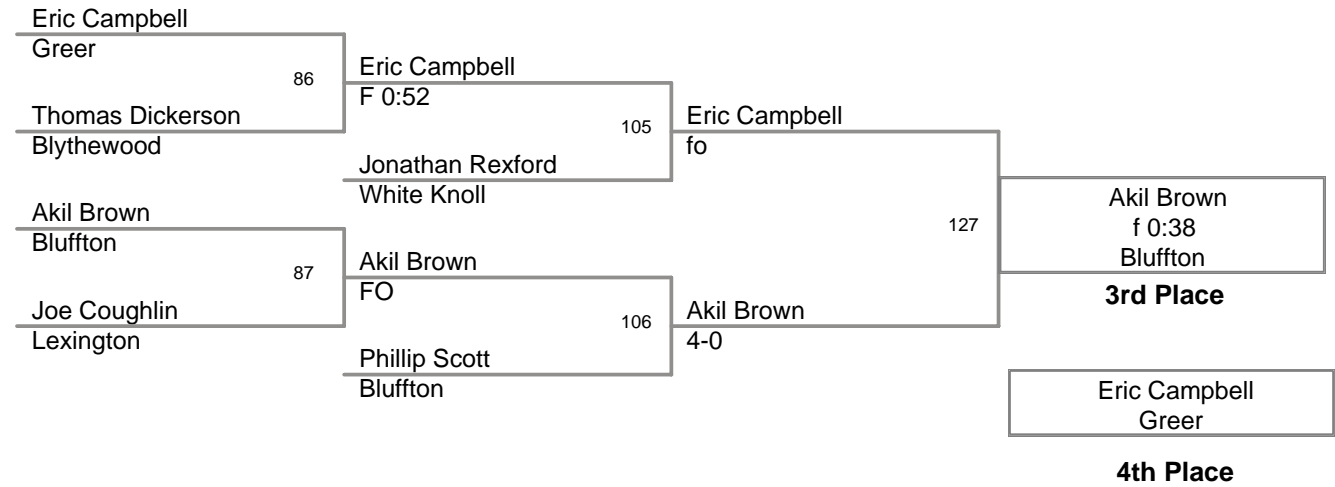 Eric Campbell
Greer
86
Thomas Dickerson
Blythewood
Akil Brown
Bluffton
87
Joe Coughlin
Lexington
Eric Campbell
F 0:52
105
Jonathan Rexford
White Knoll
Akil Brown
FO
106
Phillip Scott
Bluffton
Eric Campbell
fo
127
Akil Brown
4-0
Akil Brown
f 0:38
Bluffton
3rd Place
Eric Campbell
Greer
4th Place